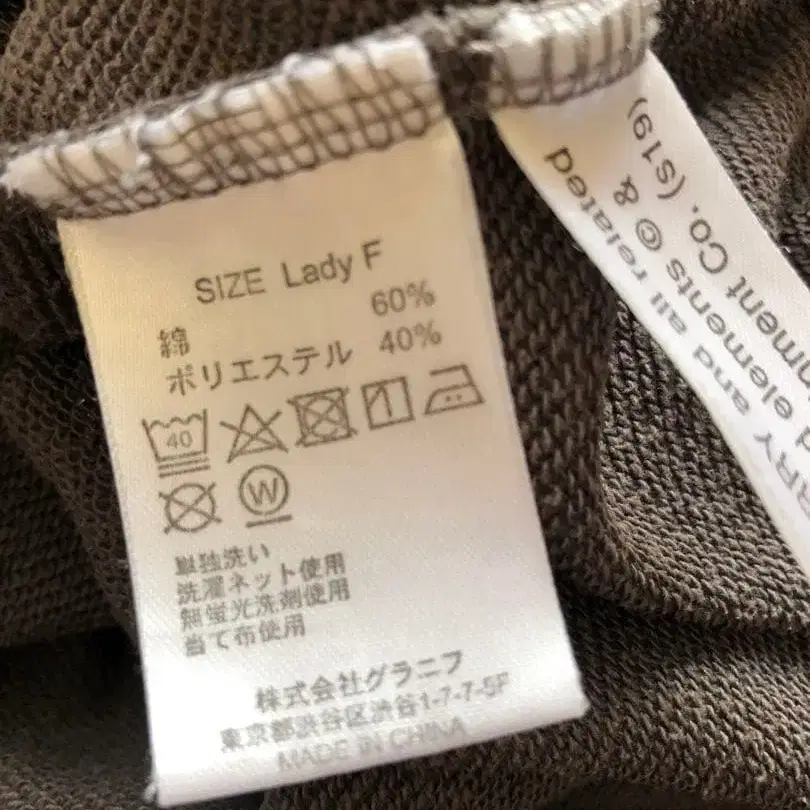 SIZE Lady F
綿 60%
ポリエステル 40%
40
W
単独洗い
洗濯ネット使用
無蛍光洗剤使用
当て布使用
株式会社グラニフ
東京都渋谷区渋谷1-7-7-5F
MADE IN CHINA
and all related
elements © &
Co. (s19)